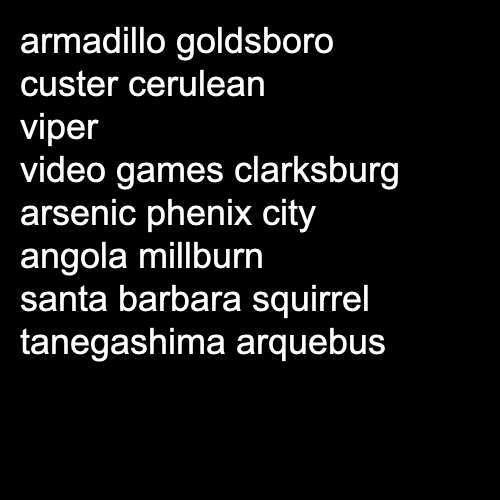 armadillo goldsboro
custer cerulean
viper
video games clarksburg
arsenic phenix city
angola millburn
santa barbara squirrel
tanegashima arquebus